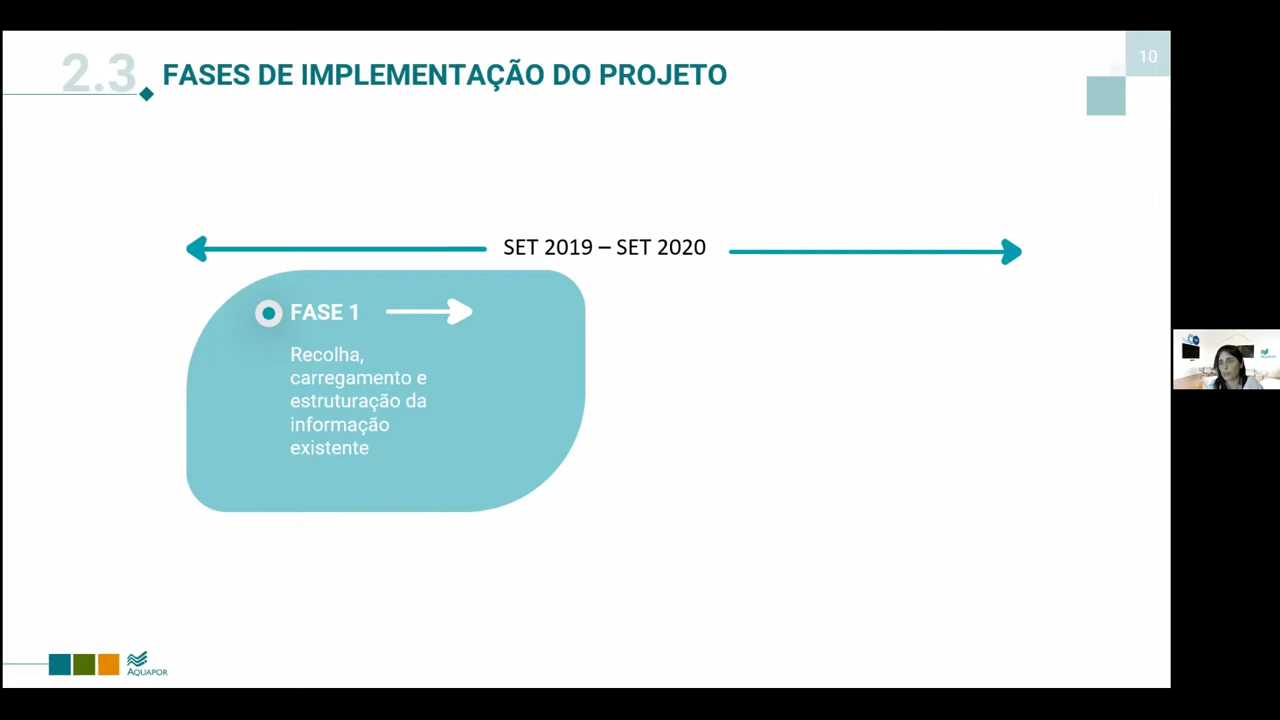 2.3
FASES DE IMPLEMENTAÇÃO DO PROJETO
10
SET 2019 – SET 2020
FASE 1
Recolha,
carregamento e
estruturação da
informação
existente
AQUAPOR